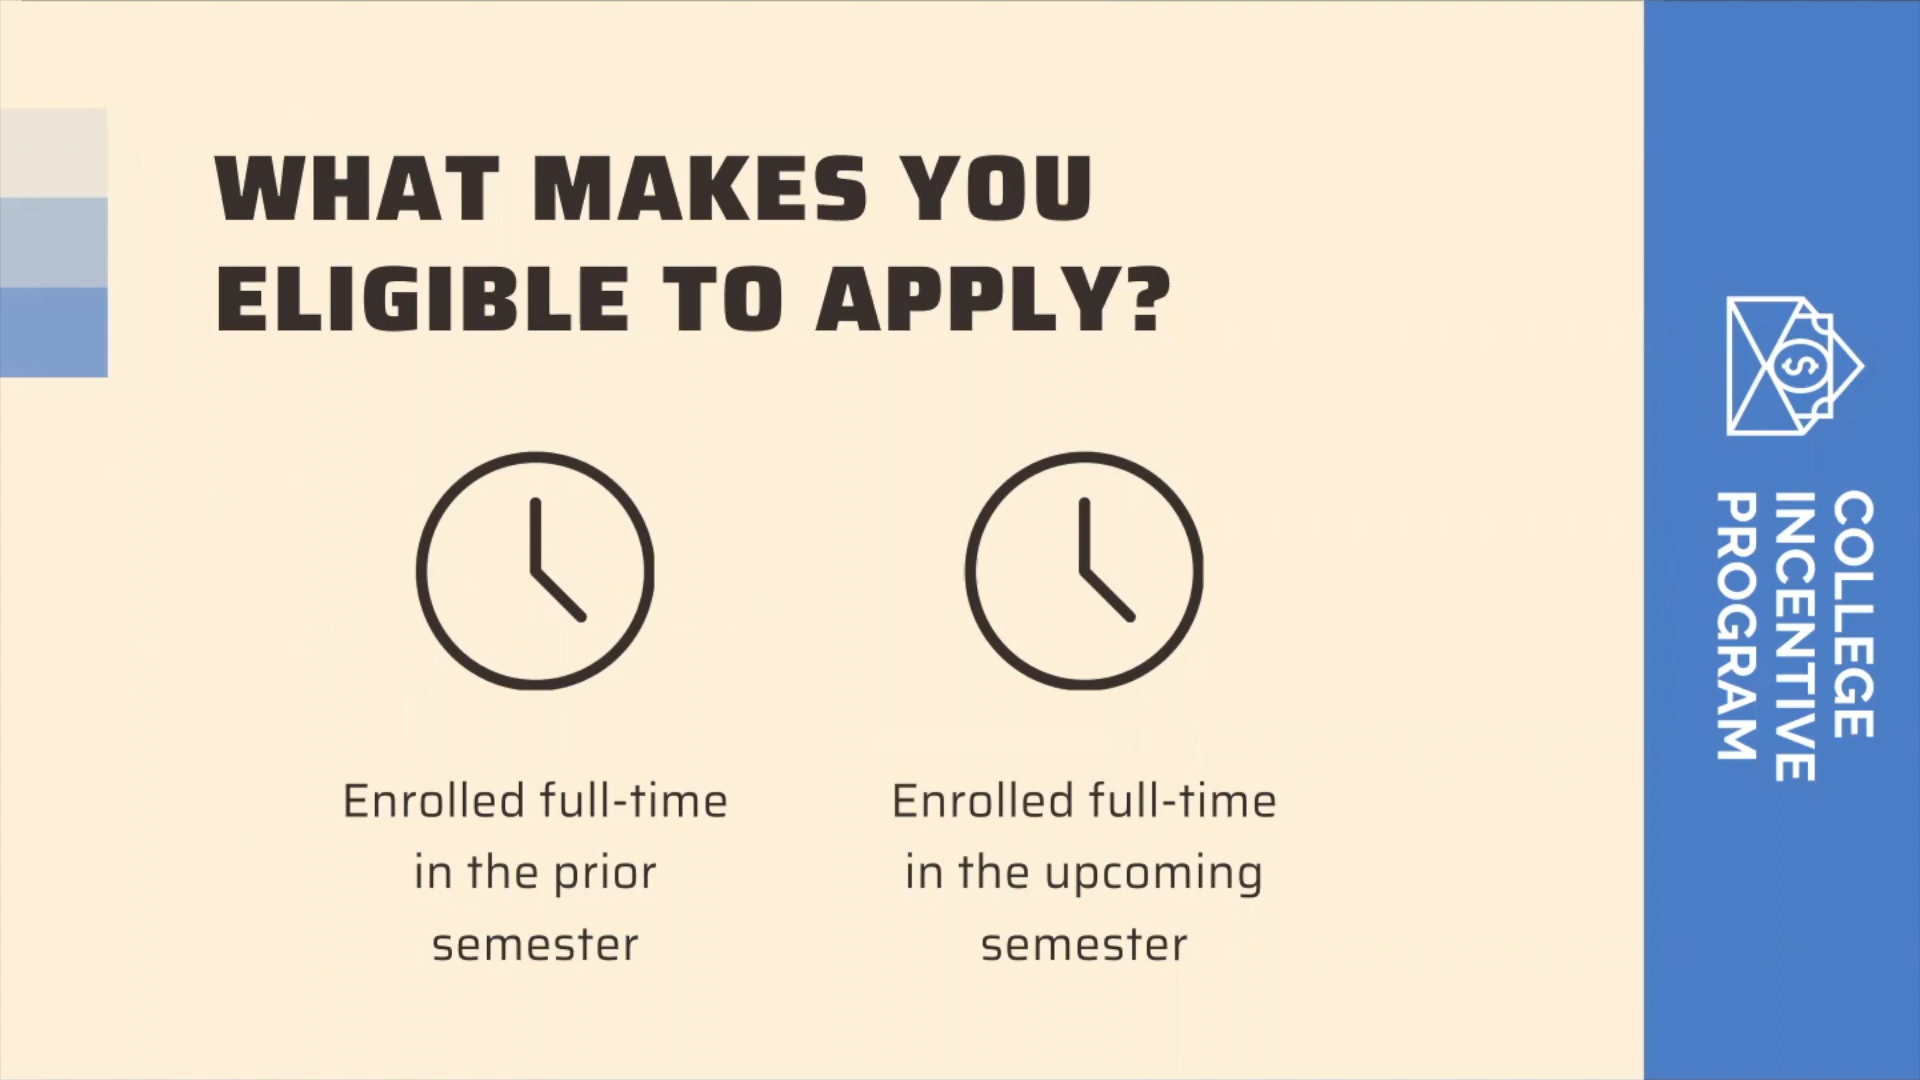 WHAT MAKES YOU
ELIGIBLE TO APPLY?
Enrolled full-time
in the prior
semester
Enrolled full-time
in the upcoming
semester
$
COLLEGE
INCENTIVE
PROGRAM